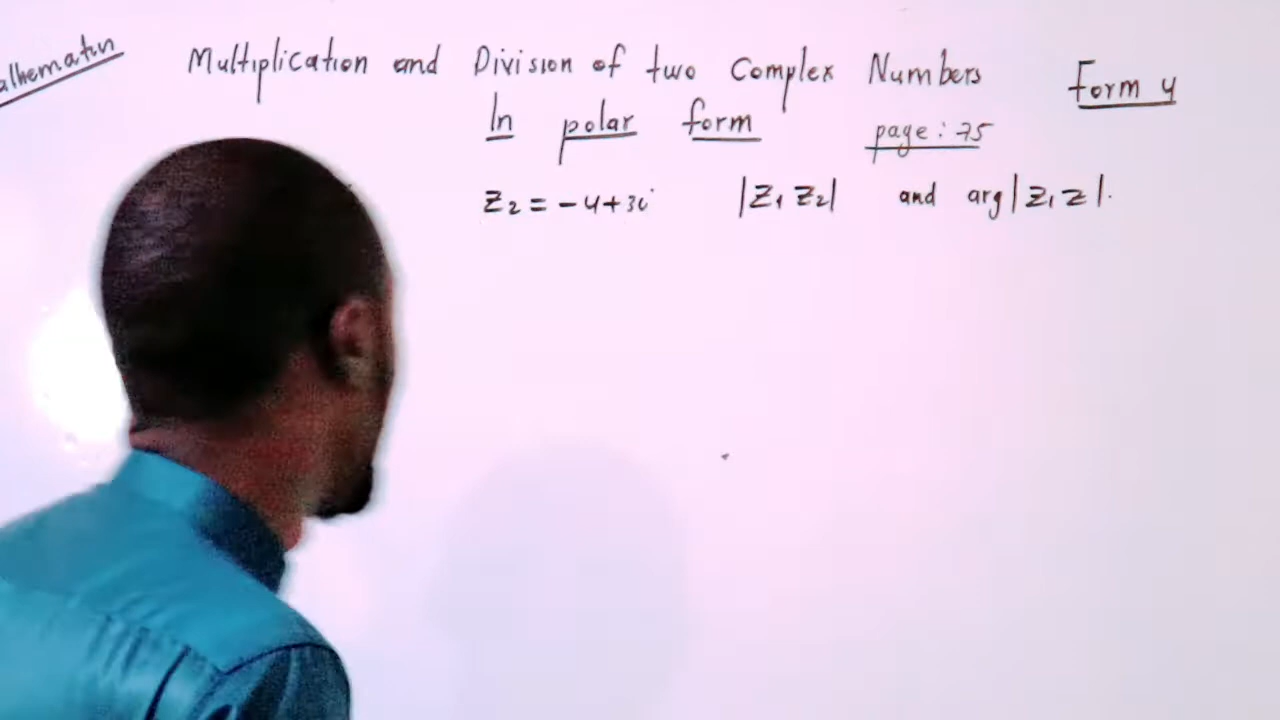 Multiplication and Division of two Complex Numbers Form 4
In polar form page: 75
Z₂ = -4+3i |Z₁ Z₂| and arg|Z₁ Z|.